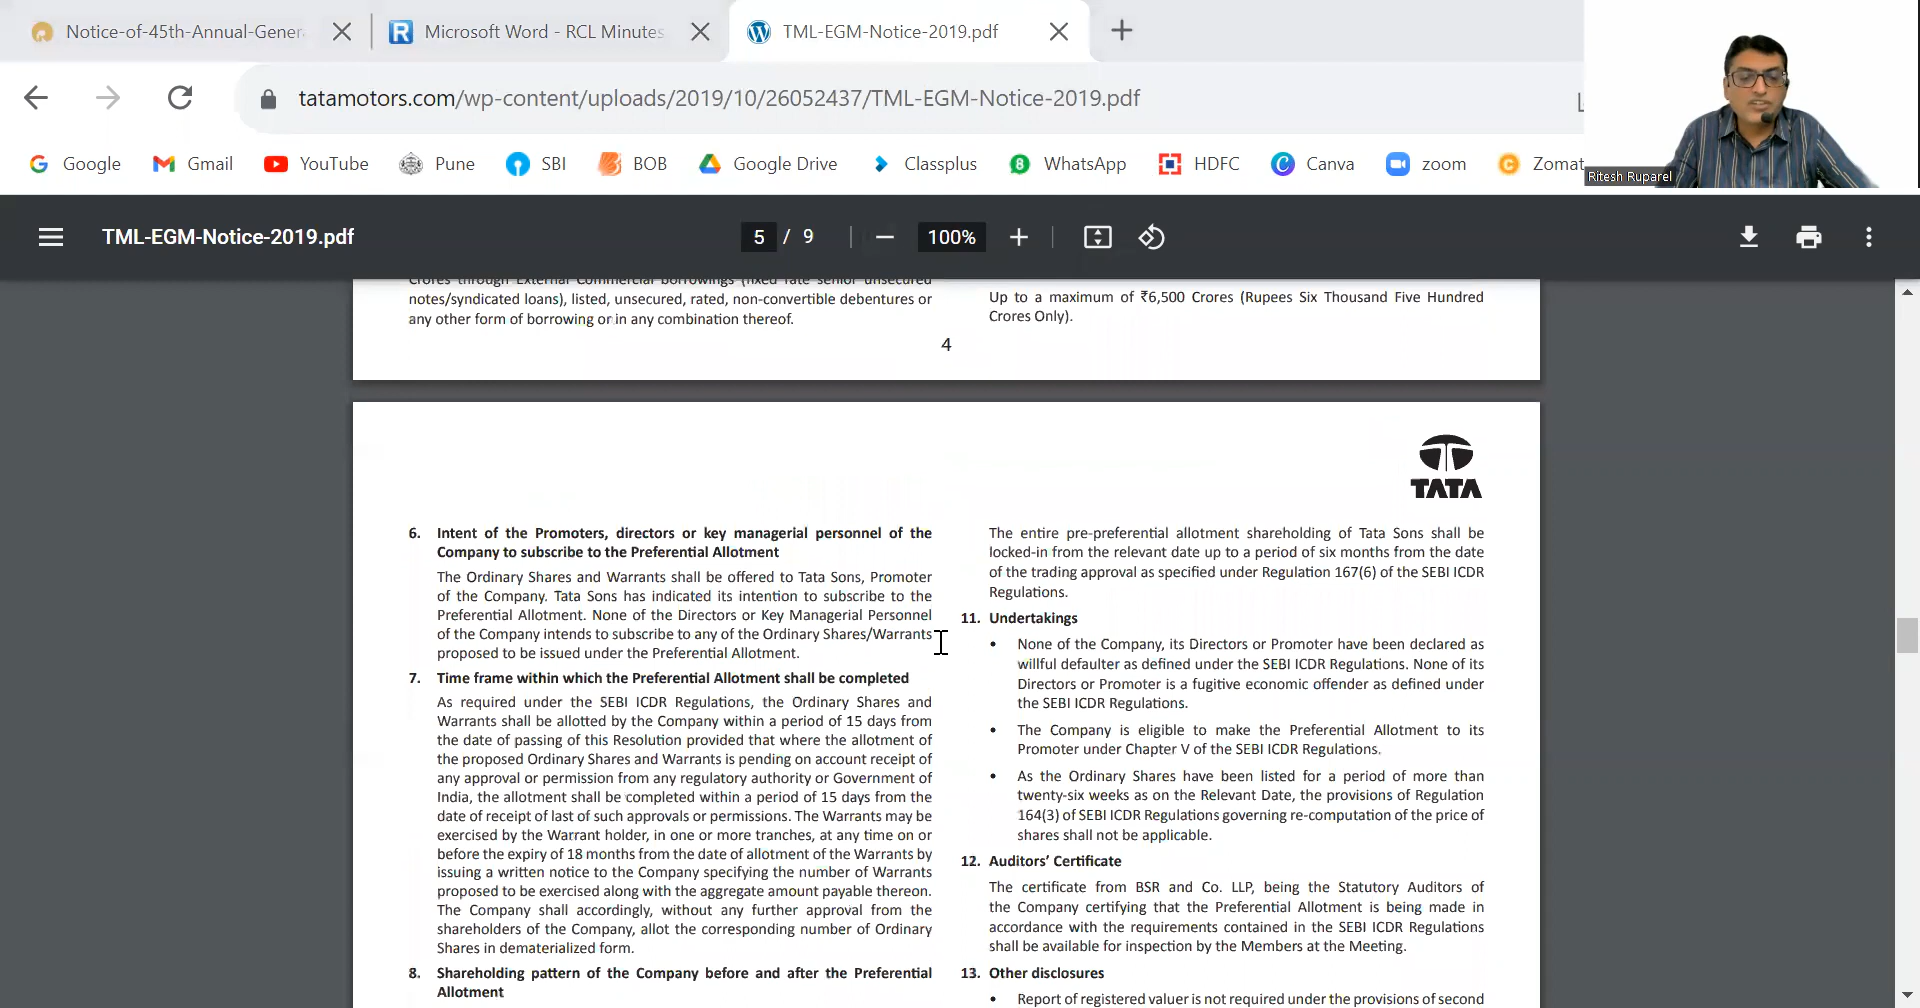 Notice-of-45th-Annual-Gener
Microsoft Word - RCL Minutes
TML-EGM-Notice-2019.pdf
tatamotors.com/wp-content/uploads/2019/10/26052437/TML-EGM-Notice-2019.pdf
Google
Gmail
YouTube
Pune
SBI
BOB
Google Drive
Classplus
WhatsApp
HDFC
Canva
zoom
Zomat
Ritesh Ruparel
TML-EGM-Notice-2019.pdf
5 / 9
100%
Crores through External Commercial borrowings (fixed rate senior unsecured
notes/syndicated loans), listed, unsecured, rated, non-convertible debentures or
any other form of borrowing or in any combination thereof.
Up to a maximum of ₹6,500 Crores (Rupees Six Thousand Five Hundred
Crores Only).
4
TATA
6. Intent of the Promoters, directors or key managerial personnel of the
Company to subscribe to the Preferential Allotment
The Ordinary Shares and Warrants shall be offered to Tata Sons, Promoter
of the Company. Tata Sons has indicated its intention to subscribe to the
Preferential Allotment. None of the Directors or Key Managerial Personnel
of the Company intends to subscribe to any of the Ordinary Shares/Warrants
proposed to be issued under the Preferential Allotment.
7. Time frame within which the Preferential Allotment shall be completed
As required under the SEBI ICDR Regulations, the Ordinary Shares and
Warrants shall be allotted by the Company within a period of 15 days from
the date of passing of this Resolution provided that where the allotment of
the proposed Ordinary Shares and Warrants is pending on account receipt of
any approval or permission from any regulatory authority or Government of
India, the allotment shall be completed within a period of 15 days from the
date of receipt of last of such approvals or permissions. The Warrants may be
exercised by the Warrant holder, in one or more tranches, at any time on or
before the expiry of 18 months from the date of allotment of the Warrants by
issuing a written notice to the Company specifying the number of Warrants
proposed to be exercised along with the aggregate amount payable thereon.
The Company shall accordingly, without any further approval from the
shareholders of the Company, allot the corresponding number of Ordinary
Shares in dematerialized form.
8. Shareholding pattern of the Company before and after the Preferential
Allotment
The entire pre-preferential allotment shareholding of Tata Sons shall be
locked-in from the relevant date up to a period of six months from the date
of the trading approval as specified under Regulation 167(6) of the SEBI ICDR
Regulations.
11. Undertakings
• None of the Company, its Directors or Promoter have been declared as
willful defaulter as defined under the SEBI ICDR Regulations. None of its
Directors or Promoter is a fugitive economic offender as defined under
the SEBI ICDR Regulations.
• The Company is eligible to make the Preferential Allotment to its
Promoter under Chapter V of the SEBI ICDR Regulations.
• As the Ordinary Shares have been listed for a period of more than
twenty-six weeks as on the Relevant Date, the provisions of Regulation
164(3) of SEBI ICDR Regulations governing re-computation of the price of
shares shall not be applicable.
12. Auditors’ Certificate
The certificate from BSR and Co. LLP, being the Statutory Auditors of
the Company certifying that the Preferential Allotment is being made in
accordance with the requirements contained in the SEBI ICDR Regulations
shall be available for inspection by the Members at the Meeting.
13. Other disclosures
• Report of registered valuer is not required under the provisions of second